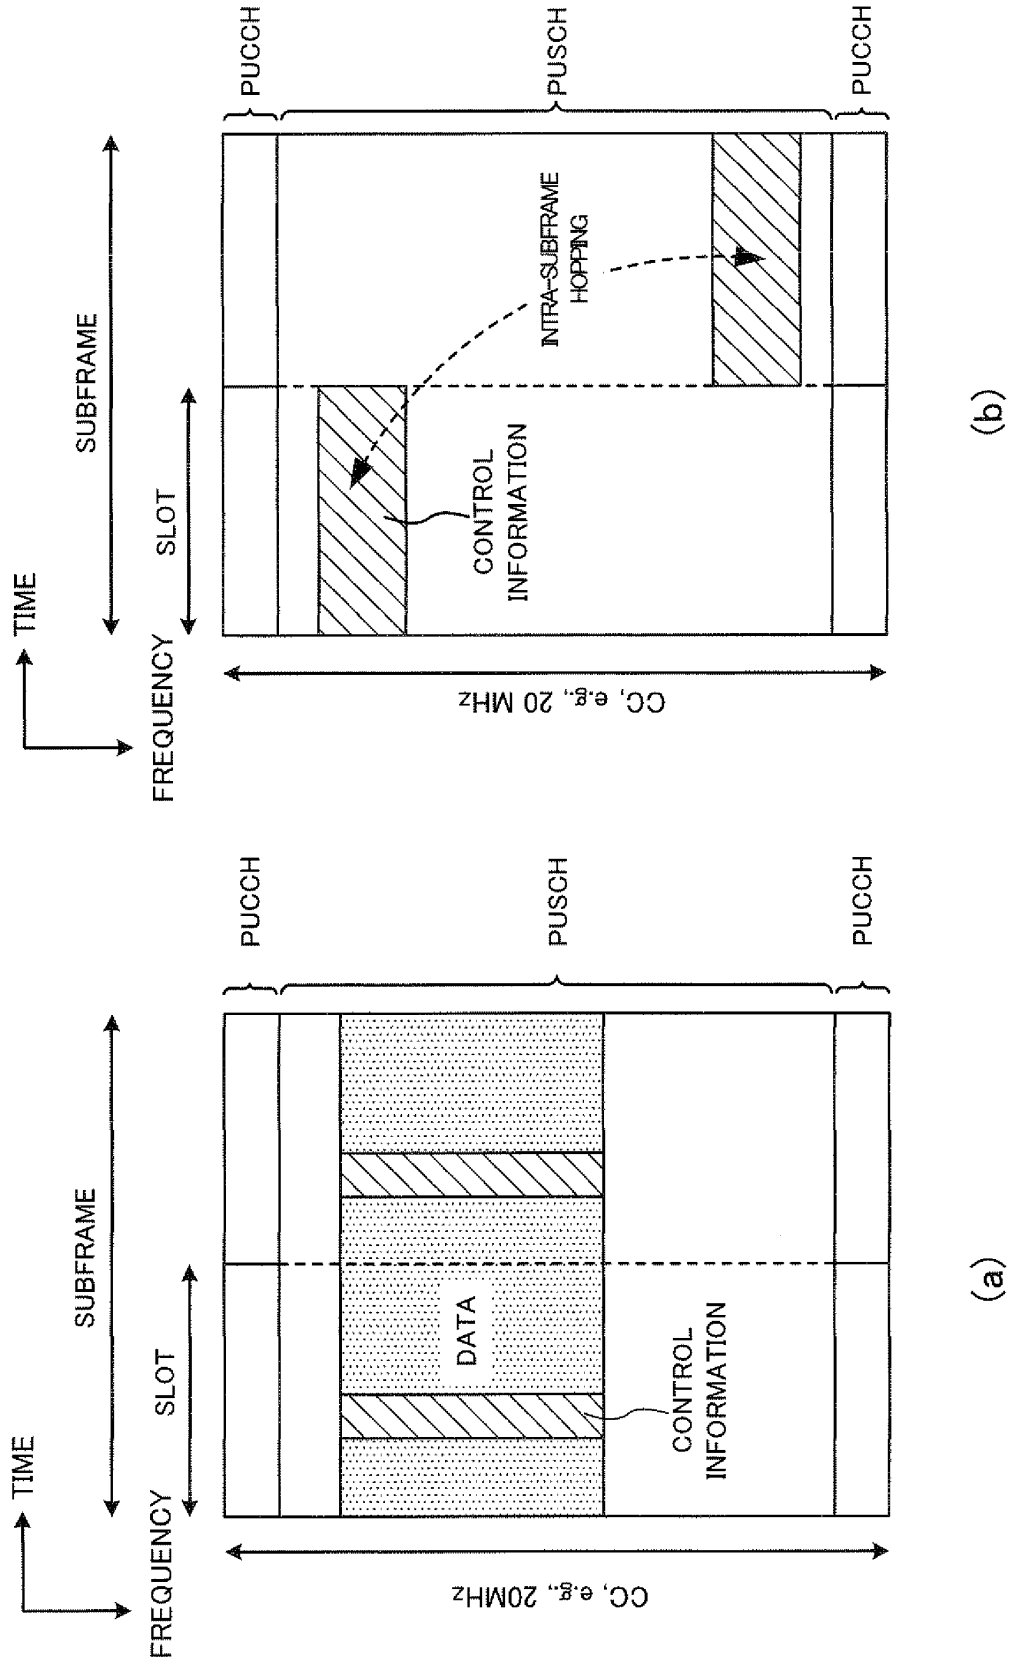 TIME
FREQUENCY
SUBFRAME
SLOT
CC, e.g., 20MHz
DATA
CONTROL
INFORMATION
PUCCH
PUSCH
PUCCH
(a)
TIME
FREQUENCY
SUBFRAME
SLOT
CC, e.g., 20 MHz
CONTROL
INFORMATION
INTRA-SUBFRAME
HOPPING
PUCCH
PUSCH
PUCCH
(b)